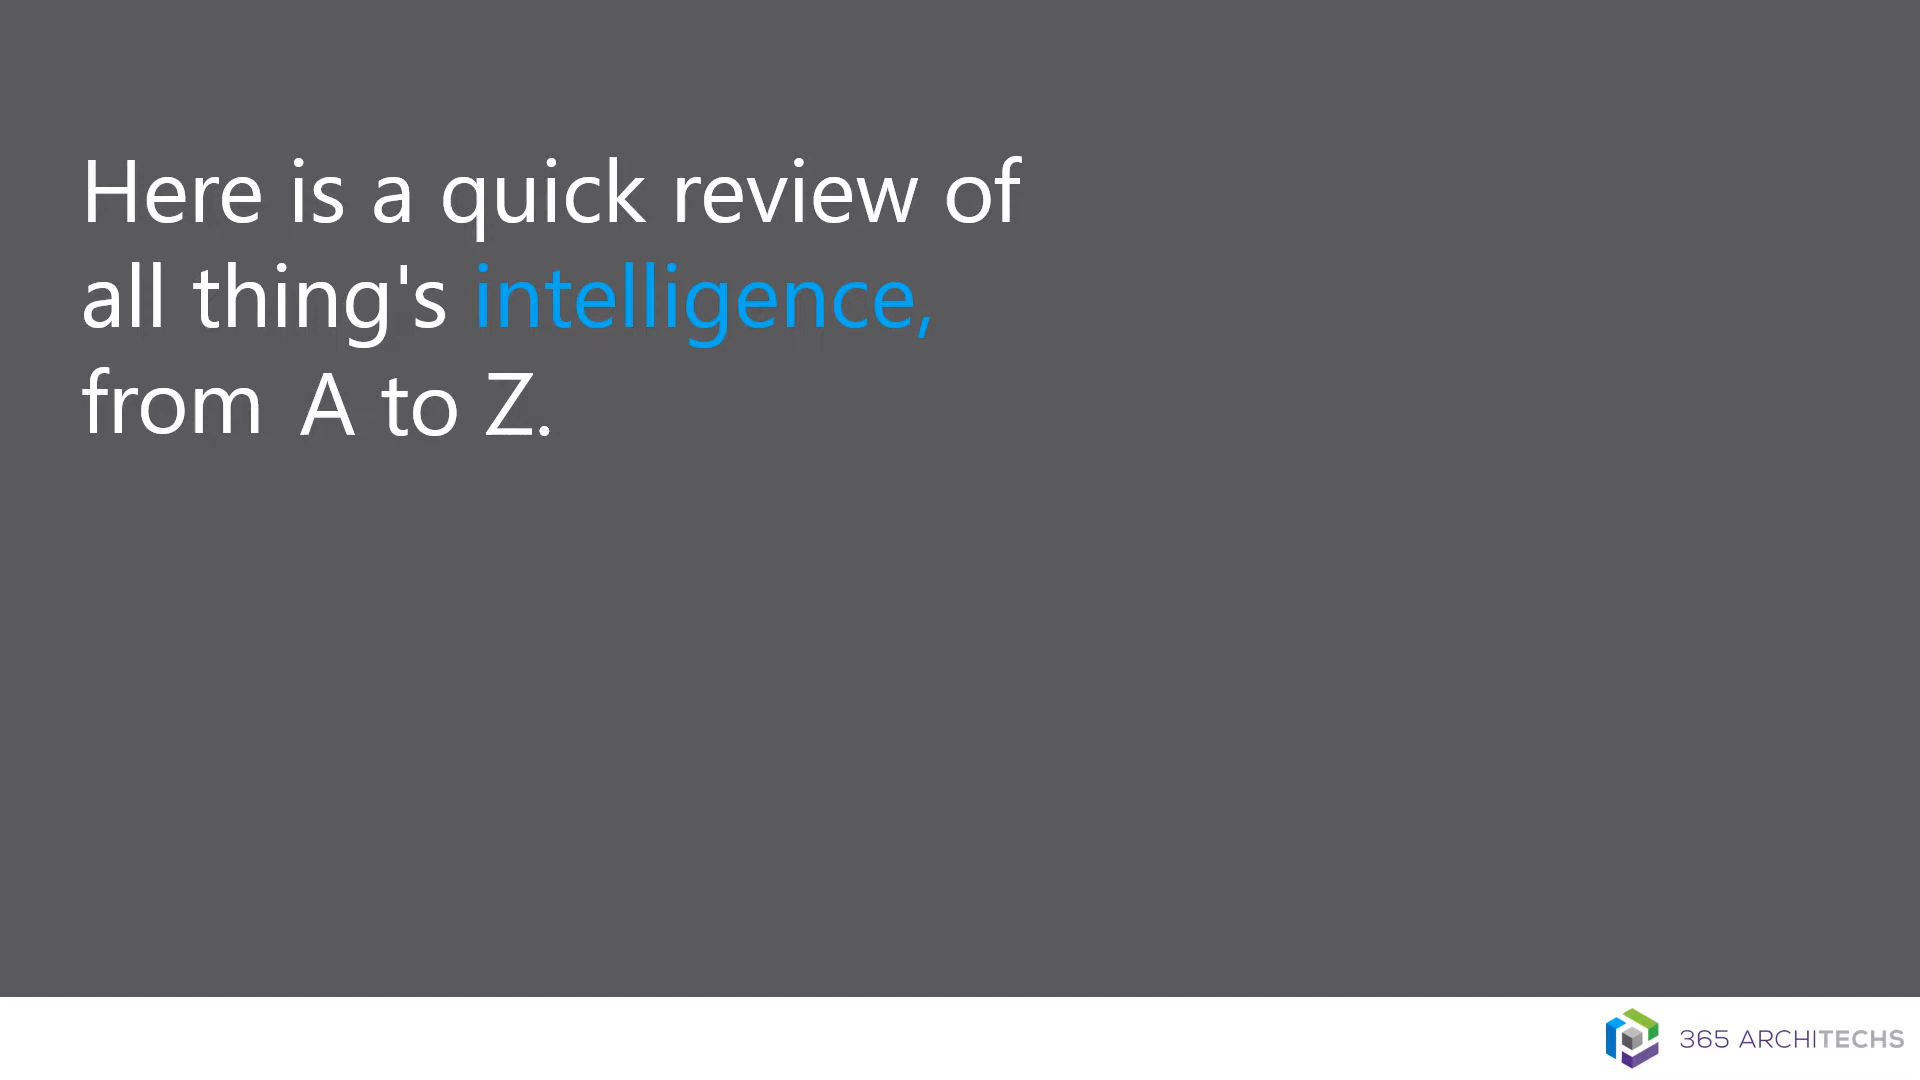 Here is a quick review of
all thing's intelligence,
from A to Z.
365 ARCHITECHS